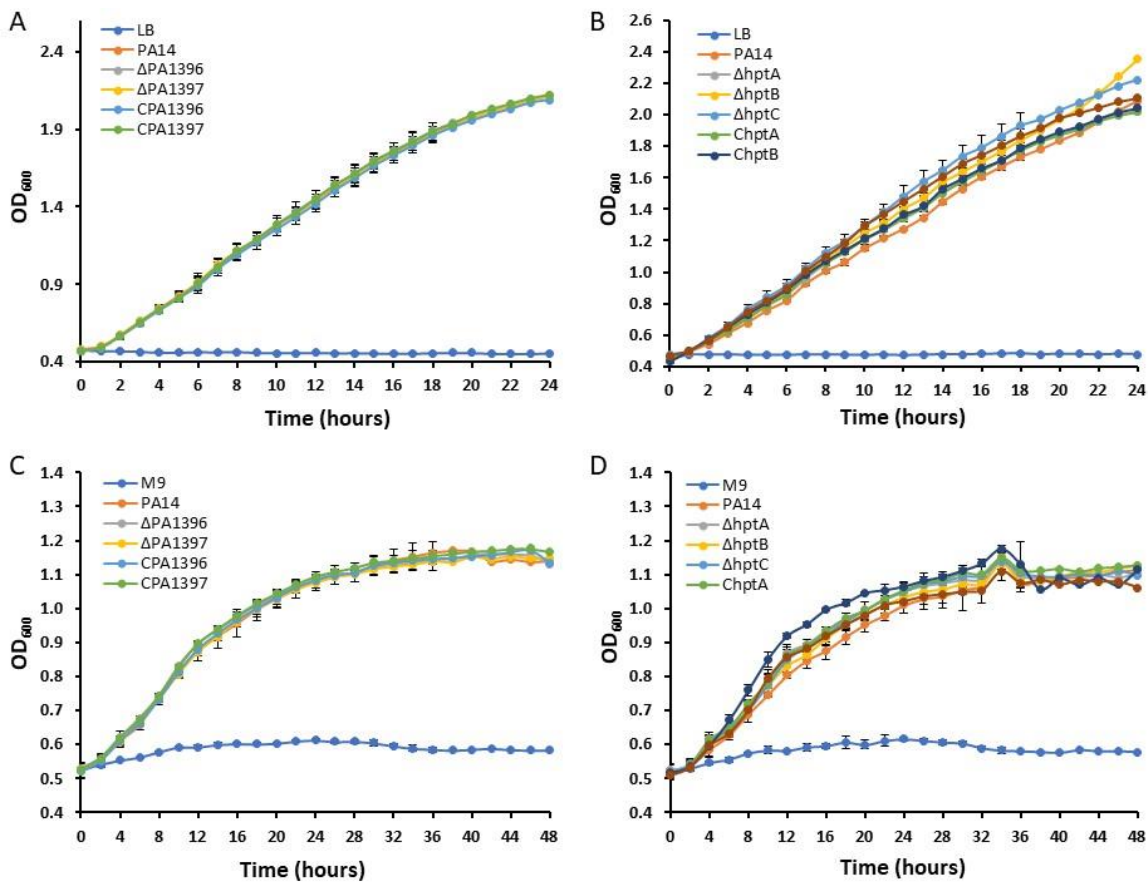 A
LB
PA14
ΔPA1396
ΔPA1397
CPA1396
CPA1397
2.4
1.9
1.4
0.9
0.4
OD600
0 2 4 6 8 10 12 14 16 18 20 22 24
Time (hours)
B
LB
PA14
ΔhptA
ΔhptB
ΔhptC
ChptA
ChptB
2.6
2.4
2.2
2.0
1.8
1.6
1.4
1.2
1.0
0.8
0.6
0.4
OD600
0 2 4 6 8 10 12 14 16 18 20 22 24
Time (hours)
C
M9
PA14
ΔPA1396
ΔPA1397
CPA1396
CPA1397
1.4
1.3
1.2
1.1
1.0
0.9
0.8
0.7
0.6
0.5
0.4
OD600
0 4 8 12 16 20 24 28 32 36 40 44 48
Time (hours)
D
M9
PA14
ΔhptA
ΔhptB
ΔhptC
ChptA
1.4
1.3
1.2
1.1
1.0
0.9
0.8
0.7
0.6
0.5
0.4
OD600
0 4 8 12 16 20 24 28 32 36 40 44 48
Time (hours)